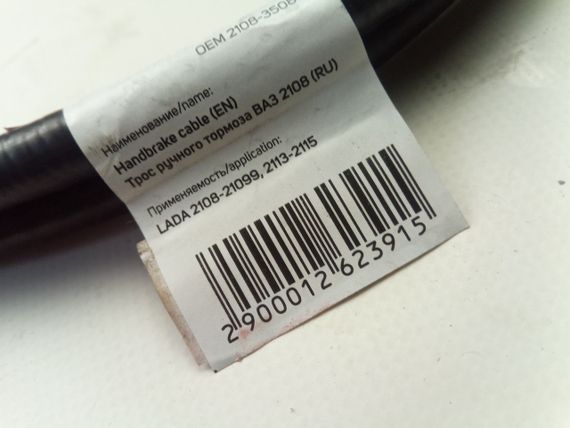 OEM 2108-3508
Наименование/name:
Handbrake cable (EN)
Трос ручного тормоза ВАЗ 2108 (RU)
Применяемость/application:
LADA 2108-21099, 2113-2115
2900012623915